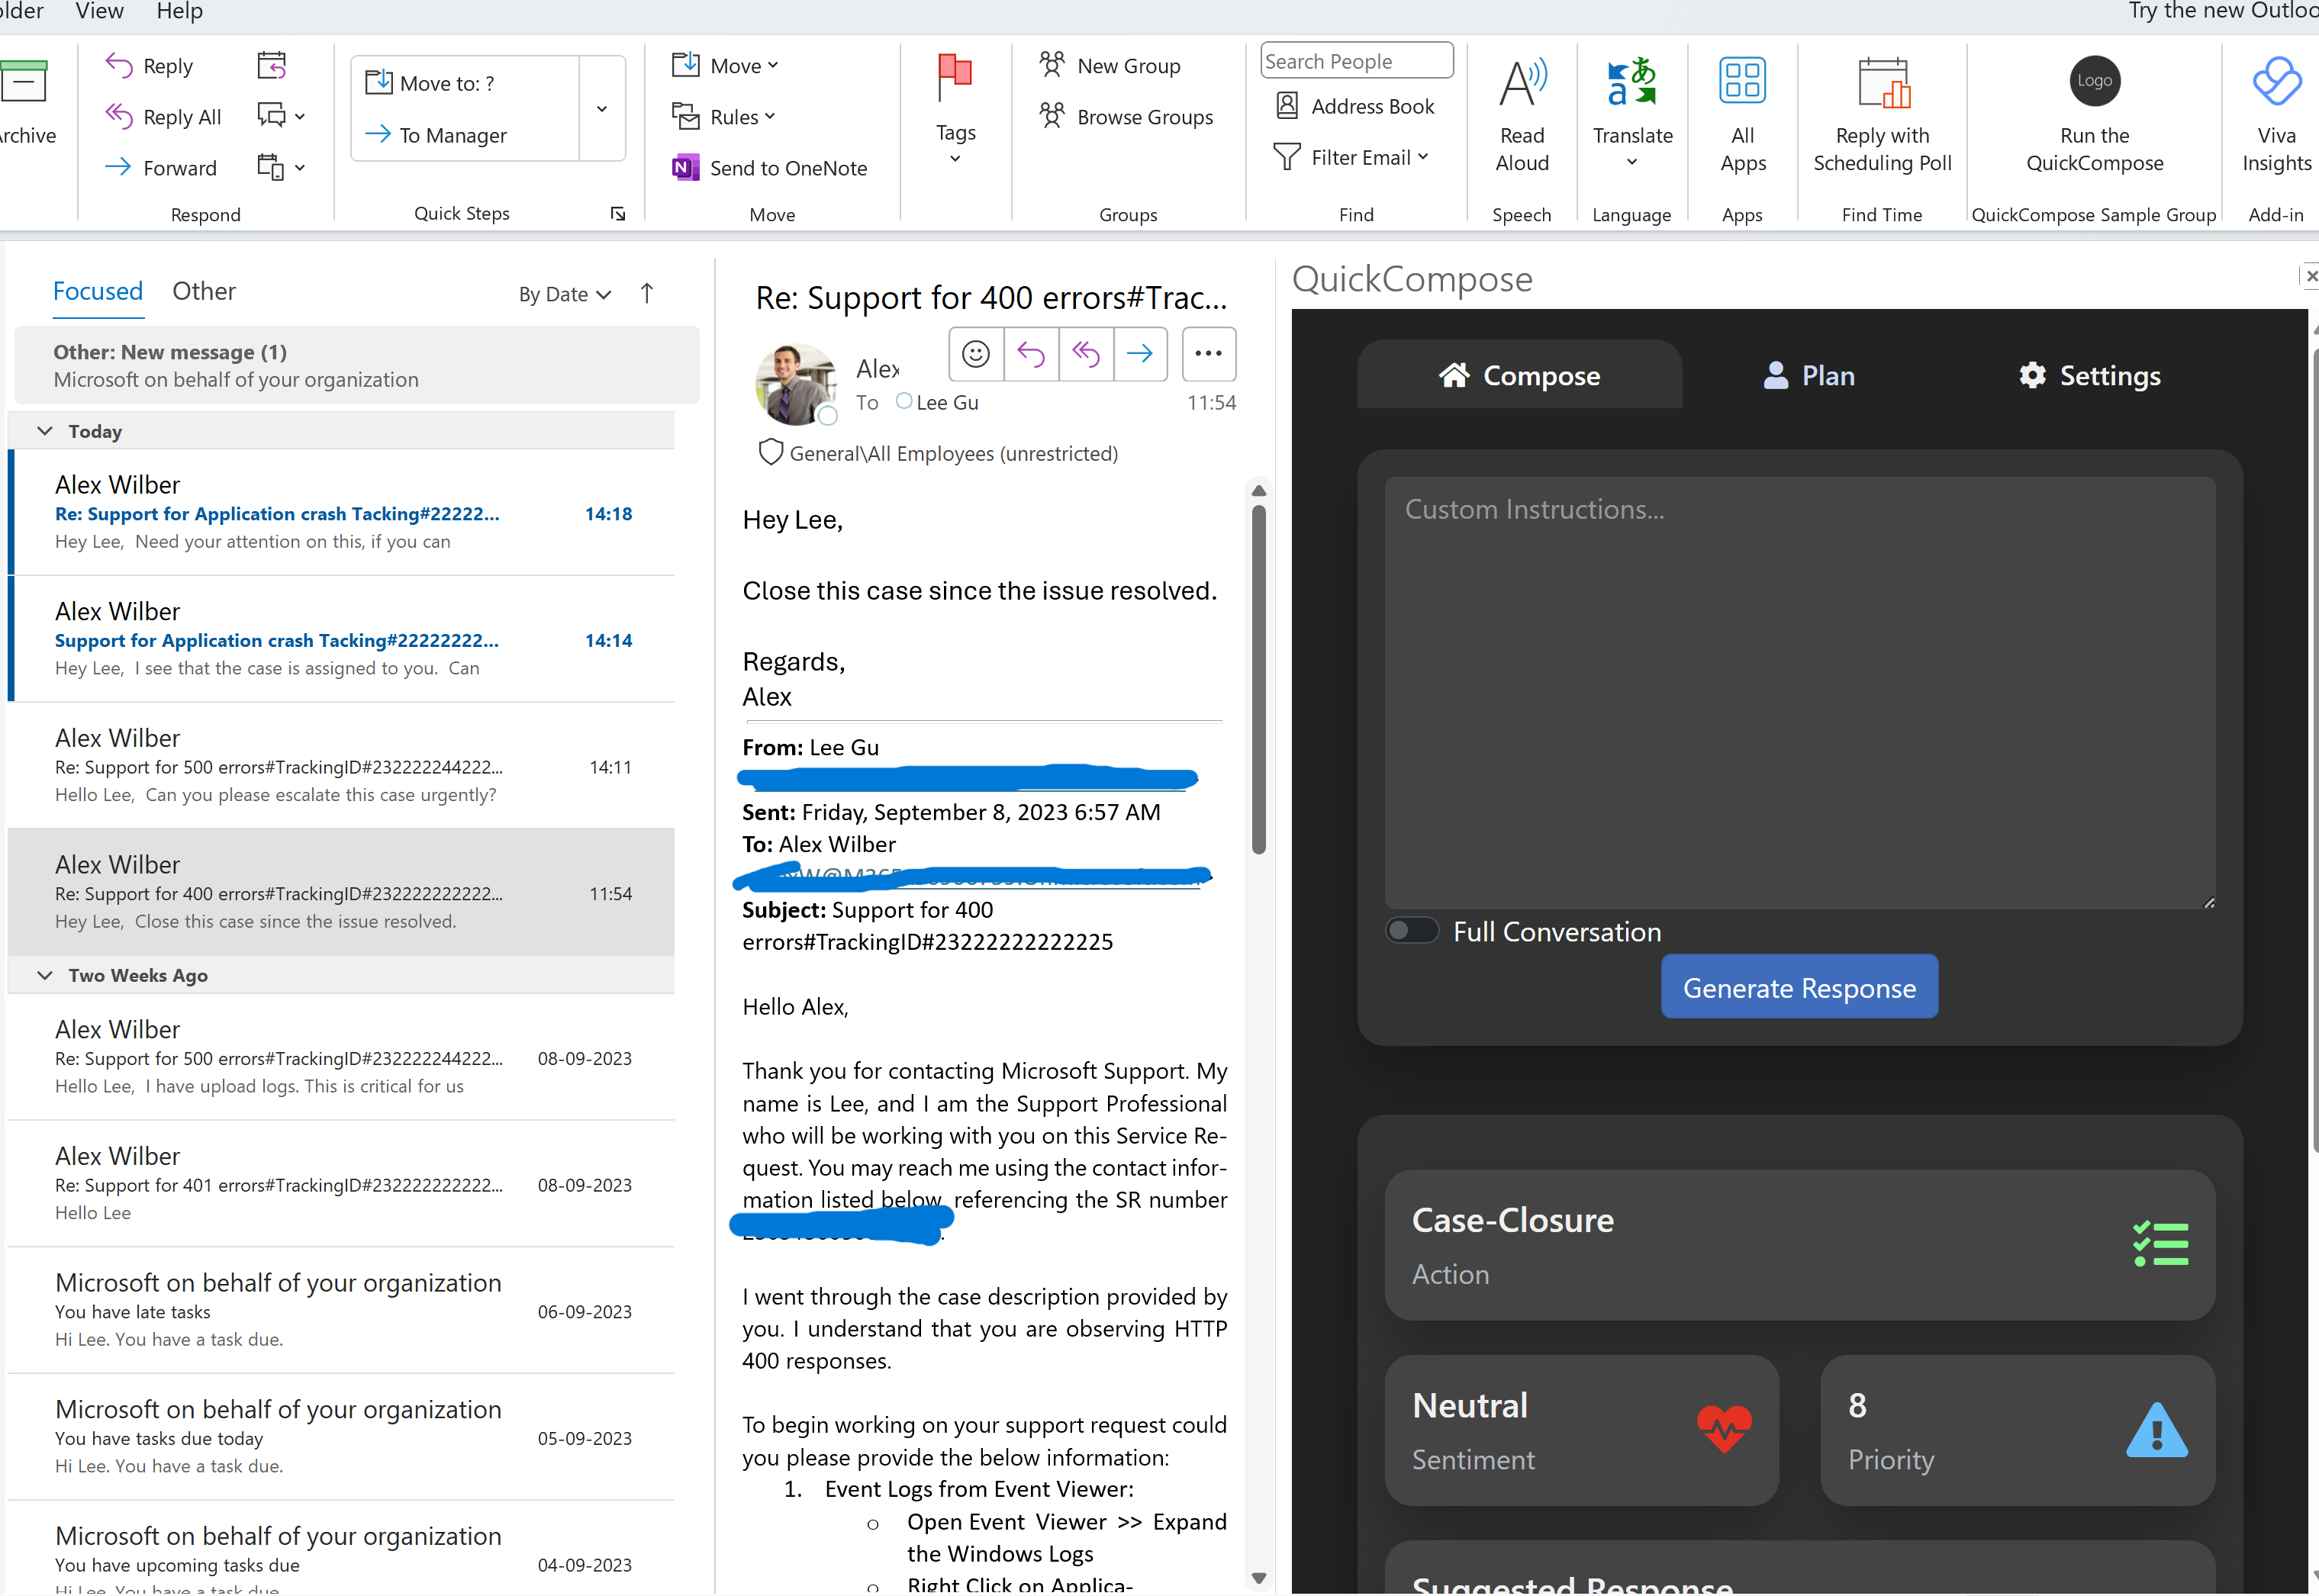 older View Help Try the new Outloo
Archive
Reply
Reply All
Forward
Respond
Move to: ?
To Manager
Quick Steps
Move
Rules
Send to OneNote
Move
Tags
New Group
Browse Groups
Groups
Search People
Address Book
Filter Email
Find
Read
Aloud
Speech
Translate
Language
All
Apps
Apps
Reply with
Scheduling Poll
Find Time
Logo
Run the
QuickCompose
QuickCompose Sample Group
Viva
Insights
Add-in
Focused Other By Date
Other: New message (1)
Microsoft on behalf of your organization
Today
Alex Wilber
Re: Support for Application crash Tacking#22222... 14:18
Hey Lee, Need your attention on this, if you can
Alex Wilber
Support for Application crash Tacking#22222222... 14:14
Hey Lee, I see that the case is assigned to you. Can
Alex Wilber
Re: Support for 500 errors#TrackingID#232222244222... 14:11
Hello Lee, Can you please escalate this case urgently?
Alex Wilber
Re: Support for 400 errors#TrackingID#232222222222... 11:54
Hey Lee, Close this case since the issue resolved.
Two Weeks Ago
Alex Wilber
Re: Support for 500 errors#TrackingID#232222244222... 08-09-2023
Hello Lee, I have upload logs. This is critical for us
Alex Wilber
Re: Support for 401 errors#TrackingID#232222222222... 08-09-2023
Hello Lee
Microsoft on behalf of your organization
You have late tasks 06-09-2023
Hi Lee. You have a task due.
Microsoft on behalf of your organization
You have tasks due today 05-09-2023
Hi Lee. You have a task due.
Microsoft on behalf of your organization
You have upcoming tasks due 04-09-2023
Hi Lee. You have a task due
Re: Support for 400 errors#Trac...
Alex
To Lee Gu 11:54
General\All Employees (unrestricted)
Hey Lee,
Close this case since the issue resolved.
Regards,
Alex
From: Lee Gu
Sent: Friday, September 8, 2023 6:57 AM
To: Alex Wilber
Subject: Support for 400
errors#TrackingID#23222222222225
Hello Alex,
Thank you for contacting Microsoft Support. My
name is Lee, and I am the Support Professional
who will be working with you on this Service Re-
quest. You may reach me using the contact infor-
mation listed below, referencing the SR number
I went through the case description provided by
you. I understand that you are observing HTTP
400 responses.
To begin working on your support request could
you please provide the below information:
1. Event Logs from Event Viewer:
o Open Event Viewer >> Expand
the Windows Logs
o Right Click on Applica-
QuickCompose
Compose Plan Settings
Custom Instructions...
Full Conversation
Generate Response
Case-Closure
Action
Neutral
Sentiment
8
Priority
Suggested Response